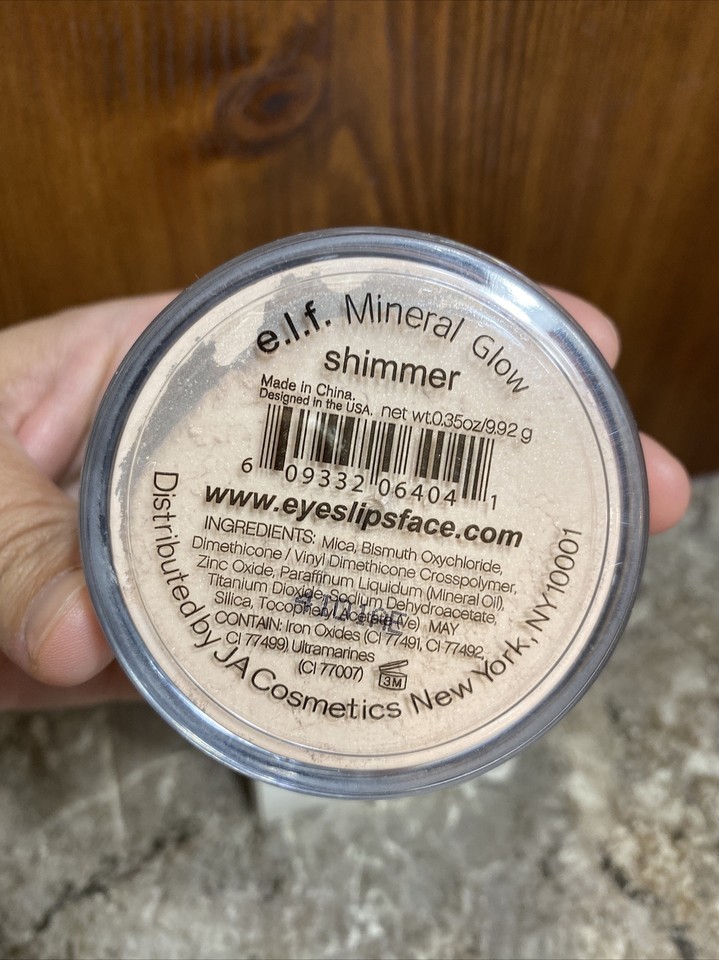 e.l.f. Mineral Glow
shimmer
Made in China.
Designed in the USA. net wt.0.35oz/9.92 g
6 09332 06404 1
www.eyeslipsface.com
INGREDIENTS: Mica, Bismuth Oxychloride,
Dimethicone / Vinyl Dimethicone Crosspolymer,
Zinc Oxide, Paraffinum Liquidum (Mineral Oil),
Titanium Dioxide, Sodium Dehydroacetate,
Silica, Tocopheryl Acetate (Ve) MAY
CONTAIN: Iron Oxides (CI 77491, CI 77492,
CI 77499) Ultramarines
(CI 77007)
3M
Distributed by JA Cosmetics New York, NY 10001